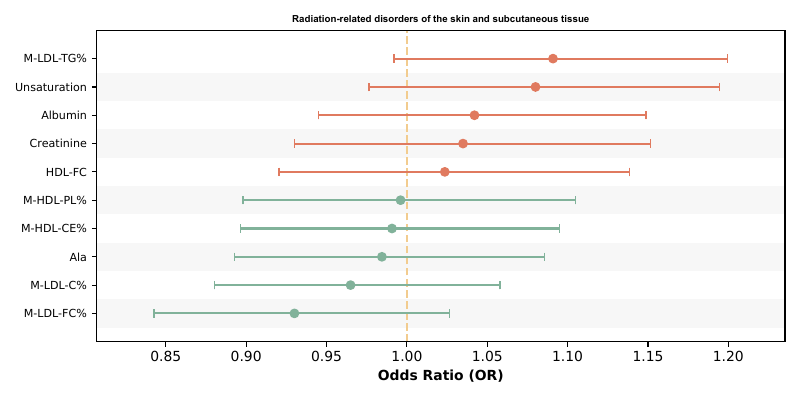 Radiation-related disorders of the skin and subcutaneous tissue
M-LDL-TG%
Unsaturation
Albumin
Creatinine
HDL-FC
M-HDL-PL%
M-HDL-CE%
Ala
M-LDL-C%
M-LDL-FC%
0.85 0.90 0.95 1.00 1.05 1.10 1.15 1.20
Odds Ratio (OR)